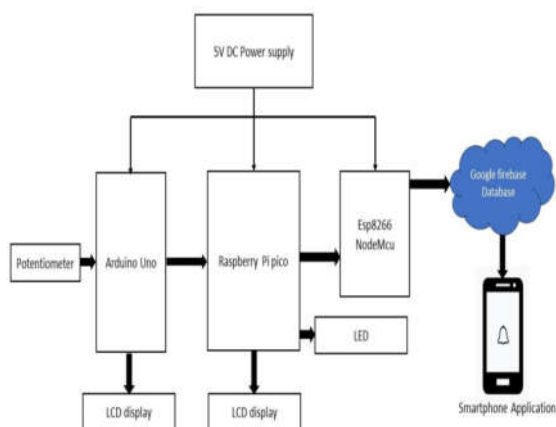 5V DC Power supply
Google firebase
Database
Esp8266
NodeMcu
Potentiometer
Arduino Uno
Raspberry Pi pico
LED
LCD display
LCD display
Smartphone Application